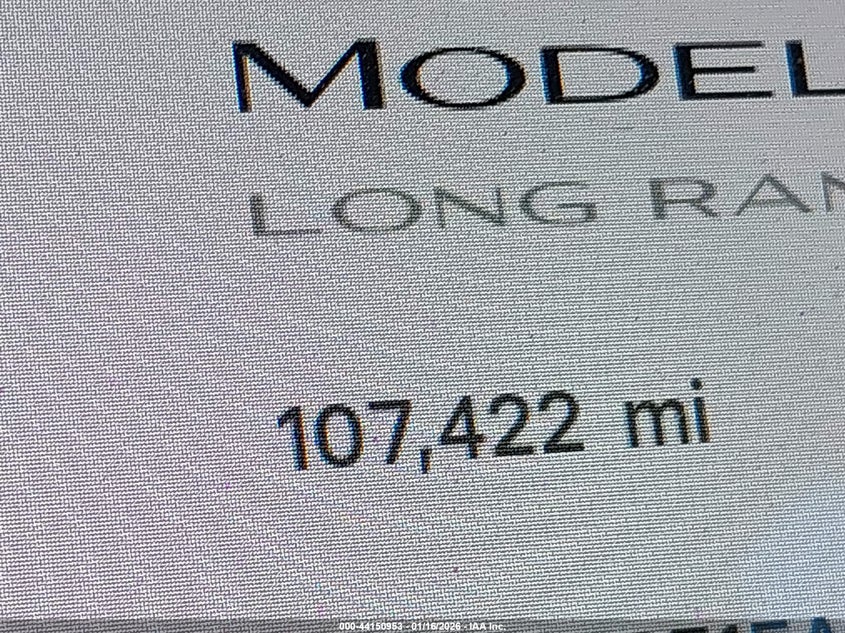 MODEL
LONG RAN
107,422 mi
000-44150953 - 01/16/2026 - IAA Inc.